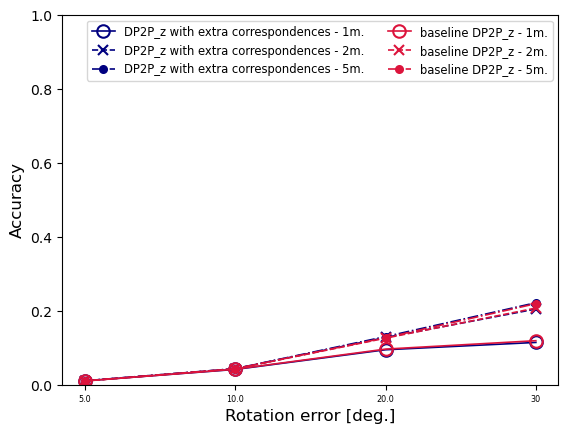 DP2P_z with extra correspondences - 1m.
DP2P_z with extra correspondences - 2m.
DP2P_z with extra correspondences - 5m.
baseline DP2P_z - 1m.
baseline DP2P_z - 2m.
baseline DP2P_z - 5m.
Accuracy
1.0
0.8
0.6
0.4
0.2
0.0
5.0 10.0 20.0 30
Rotation error [deg.]